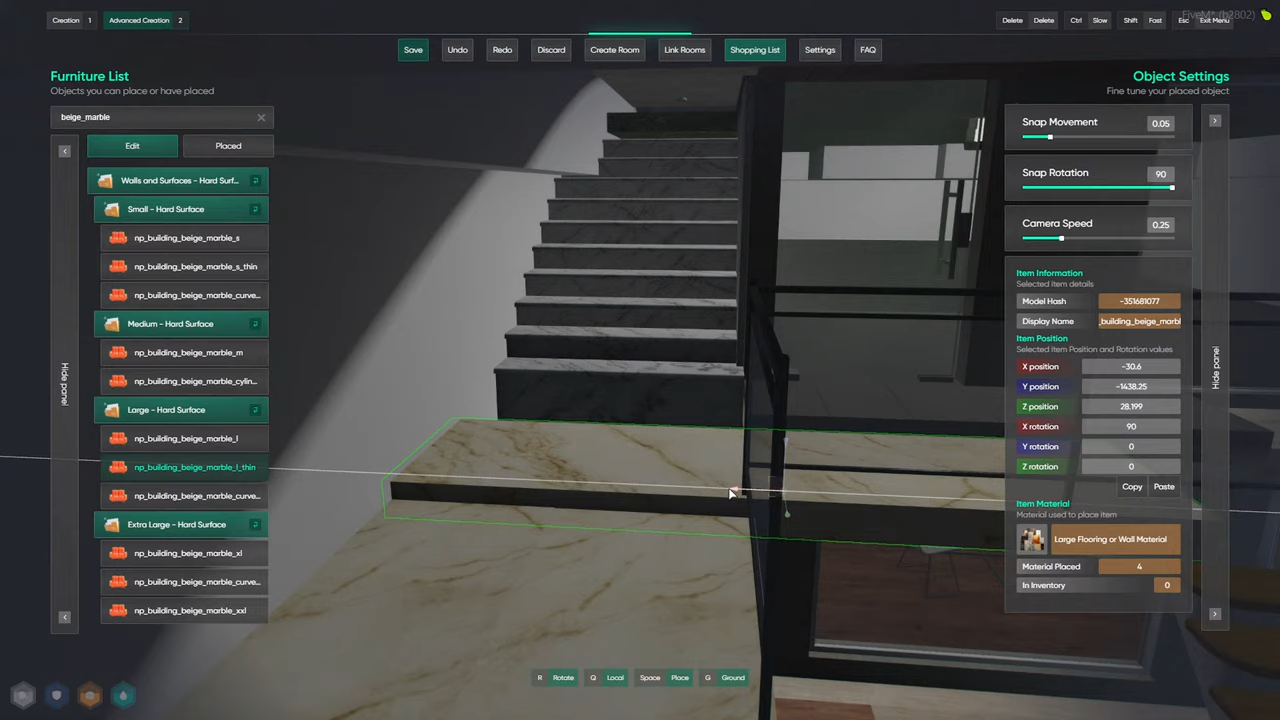 Creation 1
Advanced Creation 2
Delete Delete
Ctrl Slow
Shift Fast
Esc Exit Menu
FiveM* (b2802)
Save
Undo
Redo
Discard
Create Room
Link Rooms
Shopping List
Settings
FAQ
Furniture List
Objects you can place or have placed
beige_marble
Edit
Placed
Hide panel
Walls and Surfaces - Hard Surf...
Small - Hard Surface
np_building_beige_marble_s
np_building_beige_marble_s_thin
np_building_beige_marble_curve...
Medium - Hard Surface
np_building_beige_marble_m
np_building_beige_marble_cylin...
Large - Hard Surface
np_building_beige_marble_l
np_building_beige_marble_l_thin
np_building_beige_marble_curve...
Extra Large - Hard Surface
np_building_beige_marble_xl
np_building_beige_marble_curve...
np_building_beige_marble_xxl
Object Settings
Fine tune your placed object
Snap Movement 0.05
Snap Rotation 90
Camera Speed 0.25
Item Information
Selected item details
Model Hash -351681077
Display Name _building_beige_marbl
Item Position
Selected Item Position and Rotation values
X position -30.6
Y position -1438.25
Z position 28.199
X rotation 90
Y rotation 0
Z rotation 0
Copy Paste
Item Material
Material used to place item
Large Flooring or Wall Material
Material Placed 4
In Inventory 0
Hide panel
R Rotate
Q Local
Space Place
G Ground